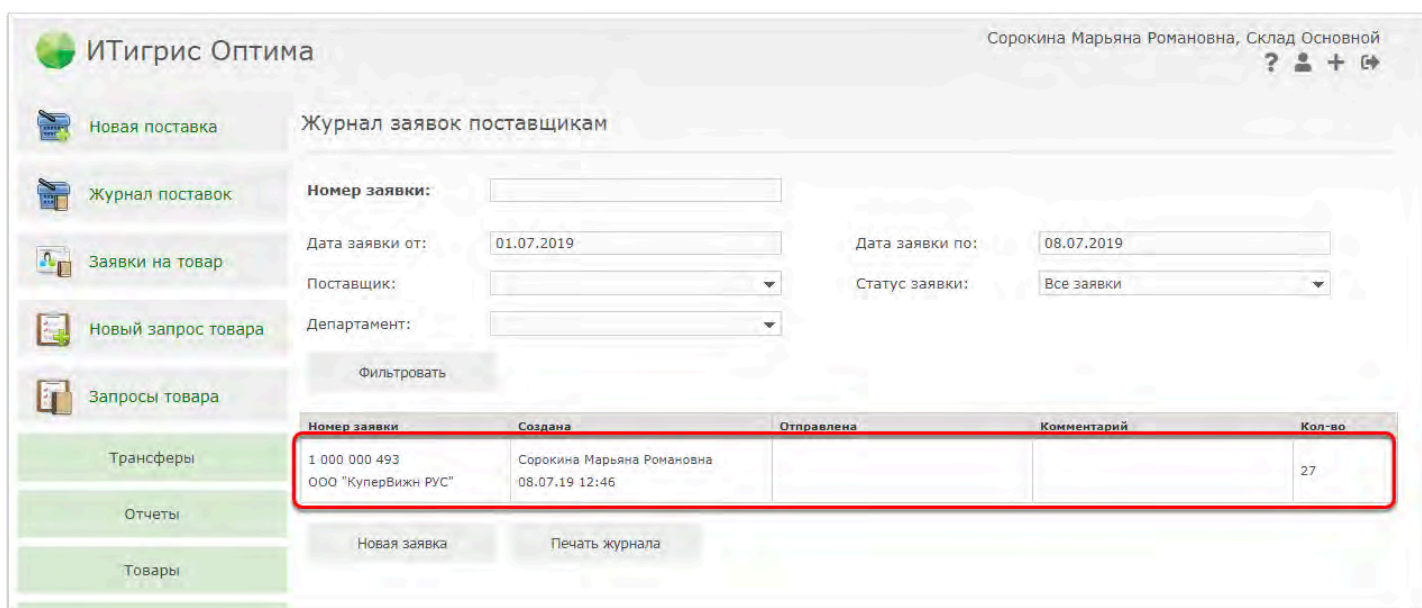 ИТигрис Оптима
Сорокина Марьяна Романовна, Склад Основной
Новая поставка
Журнал поставок
Заявки на товар
Новый запрос товара
Запросы товара
Трансферы
Отчеты
Товары
Журнал заявок поставщикам
Номер заявки:
Дата заявки от: 01.07.2019 Дата заявки по: 08.07.2019
Поставщик: Статус заявки: Все заявки
Департамент:
Фильтровать
Номер заявки Создана Отправлена Комментарий Кол-во
1 000 000 493 Сорокина Марьяна Романовна 27
ООО "КуперВижн РУС" 08.07.19 12:46
Новая заявка Печать журнала